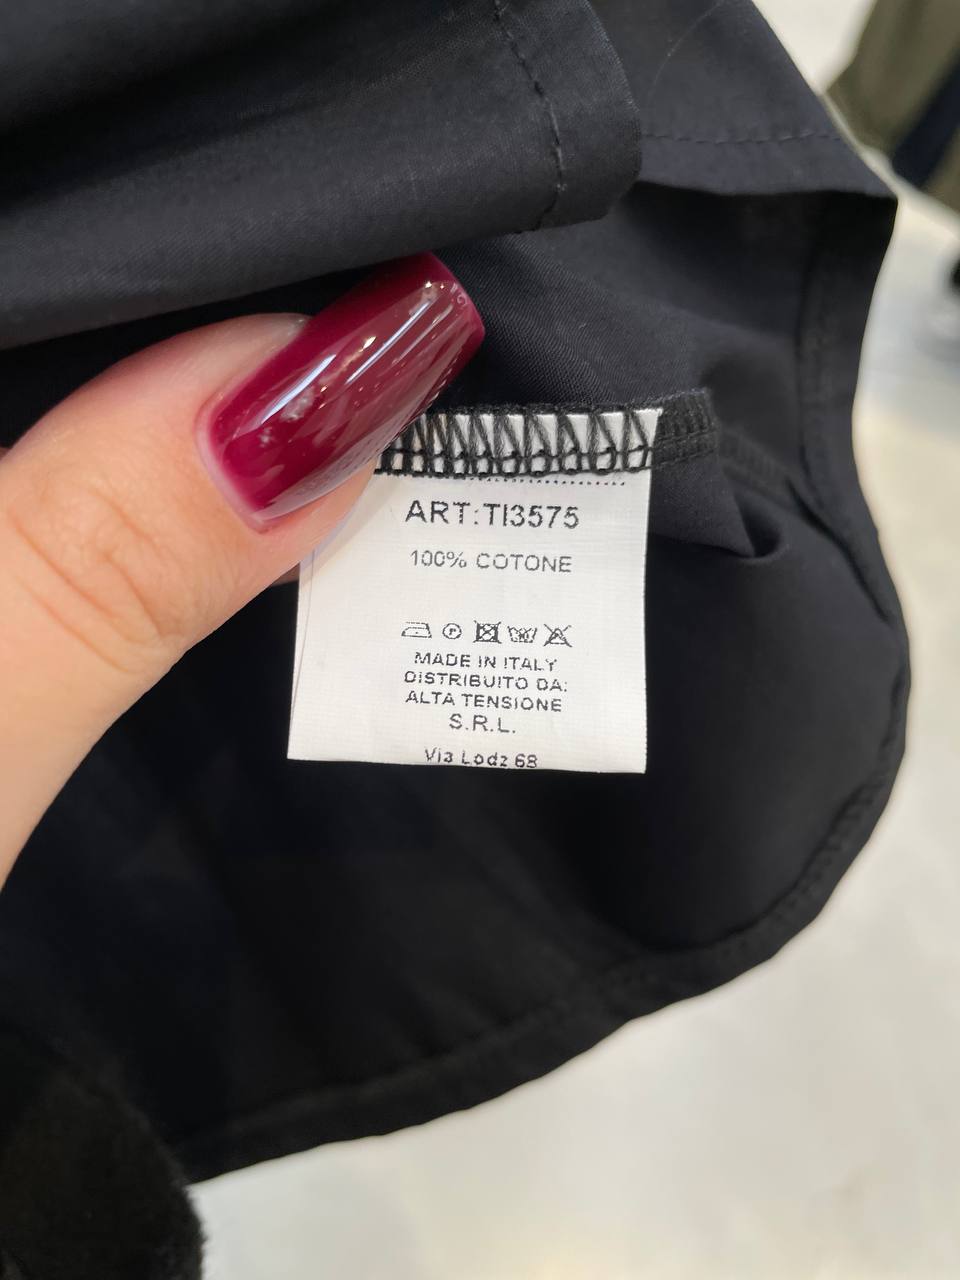 ART:TI3575
100% COTONE
MADE IN ITALY
DISTRIBUITO DA:
ALTA TENSIONE
S.R.L.
Via Lodz 68